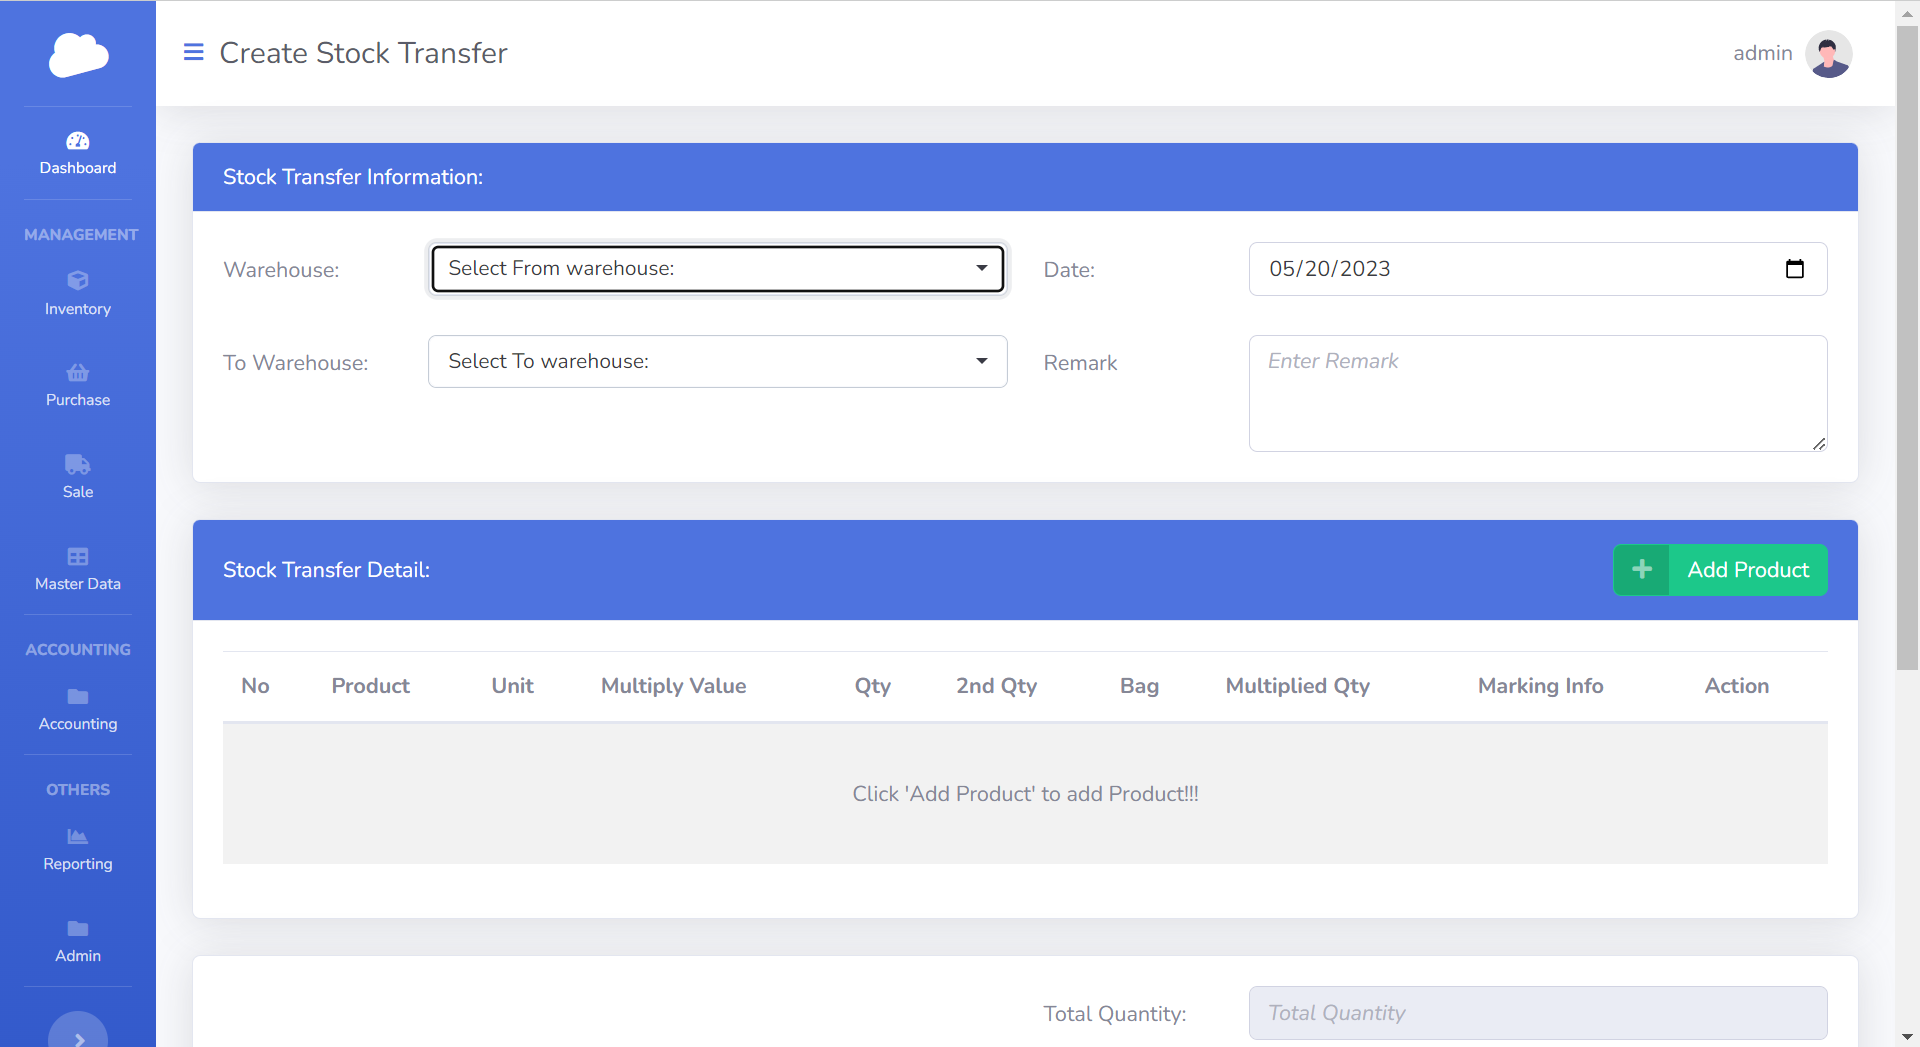 Create Stock Transfer
admin
Dashboard
MANAGEMENT
Inventory
Purchase
Sale
Master Data
ACCOUNTING
Accounting
OTHERS
Reporting
Admin
Stock Transfer Information:
Warehouse:
Select From warehouse:
Date:
05/20/2023
To Warehouse:
Select To warehouse:
Remark
Enter Remark
Stock Transfer Detail:
Add Product
No Product Unit Multiply Value Qty 2nd Qty Bag Multiplied Qty Marking Info Action
Click 'Add Product' to add Product!!!
Total Quantity:
Total Quantity